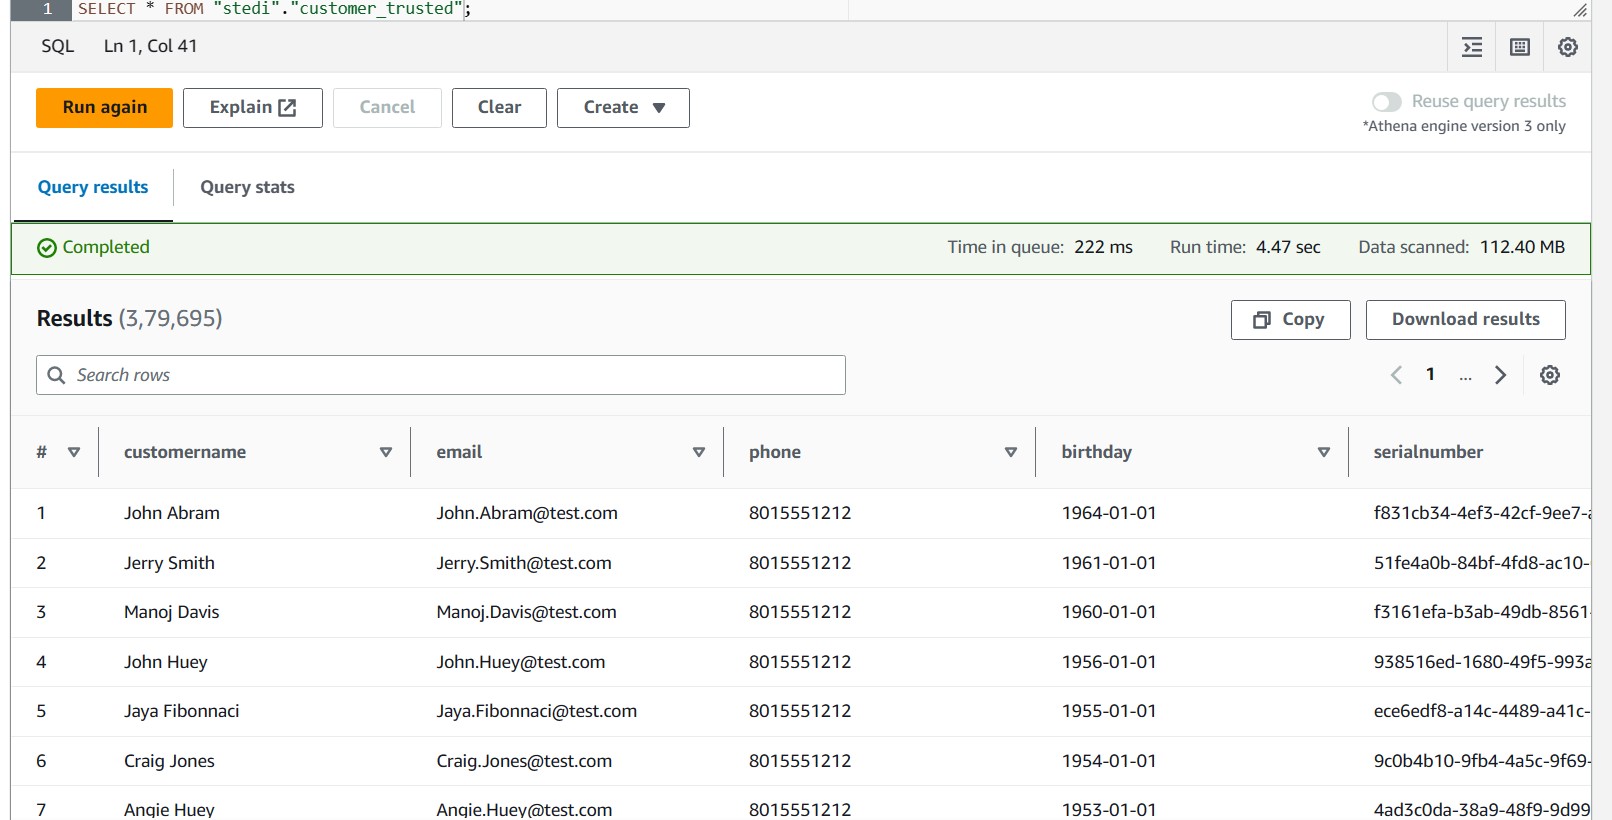 1 SELECT * FROM "stedi"."customer_trusted";
SQL Ln 1, Col 41
Run again Explain Cancel Clear Create Reuse query results
*Athena engine version 3 only
Query results Query stats
Completed Time in queue: 222 ms Run time: 4.47 sec Data scanned: 112.40 MB
Results (3,79,695) Copy Download results
Search rows 1 ...
# customername email phone birthday serialnumber
1 John Abram John.Abram@test.com 8015551212 1964-01-01 f831cb34-4ef3-42cf-9ee7-
2 Jerry Smith Jerry.Smith@test.com 8015551212 1961-01-01 51fe4a0b-84bf-4fd8-ac10-
3 Manoj Davis Manoj.Davis@test.com 8015551212 1960-01-01 f3161efa-b3ab-49db-8561-
4 John Huey John.Huey@test.com 8015551212 1956-01-01 938516ed-1680-49f5-993a
5 Jaya Fibonnaci Jaya.Fibonnaci@test.com 8015551212 1955-01-01 ece6edf8-a14c-4489-a41c-
6 Craig Jones Craig.Jones@test.com 8015551212 1954-01-01 9c0b4b10-9fb4-4a5c-9f69-
7 Angie Huey Angie.Huey@test.com 8015551212 1953-01-01 4ad3c0da-38a9-48f9-9d99